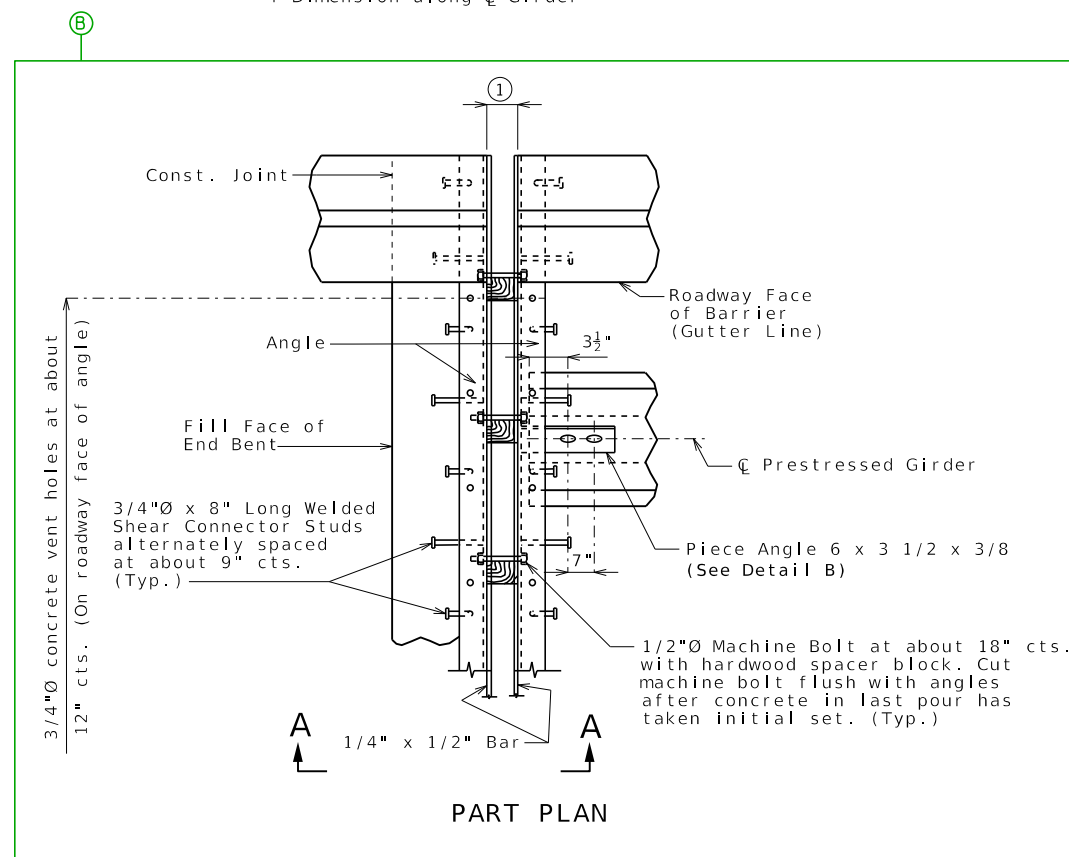 B
1
Const. Joint
Roadway Face
of Barrier
(Gutter Line)
3 1/2"
Angle
Fill Face of
End Bent
℄ Prestressed Girder
3/4"Ø x 8" Long Welded
Shear Connector Studs
alternately spaced
at about 9" cts.
(Typ.)
Piece Angle 6 x 3 1/2 x 3/8
(See Detail B)
7"
3/4"Ø concrete vent holes at about
12" cts. (On roadway face of angle)
1/2"Ø Machine Bolt at about 18" cts.
with hardwood spacer block. Cut
machine bolt flush with angles
after concrete in last pour has
taken initial set. (Typ.)
A
A
1/4" x 1/2" Bar
PART PLAN